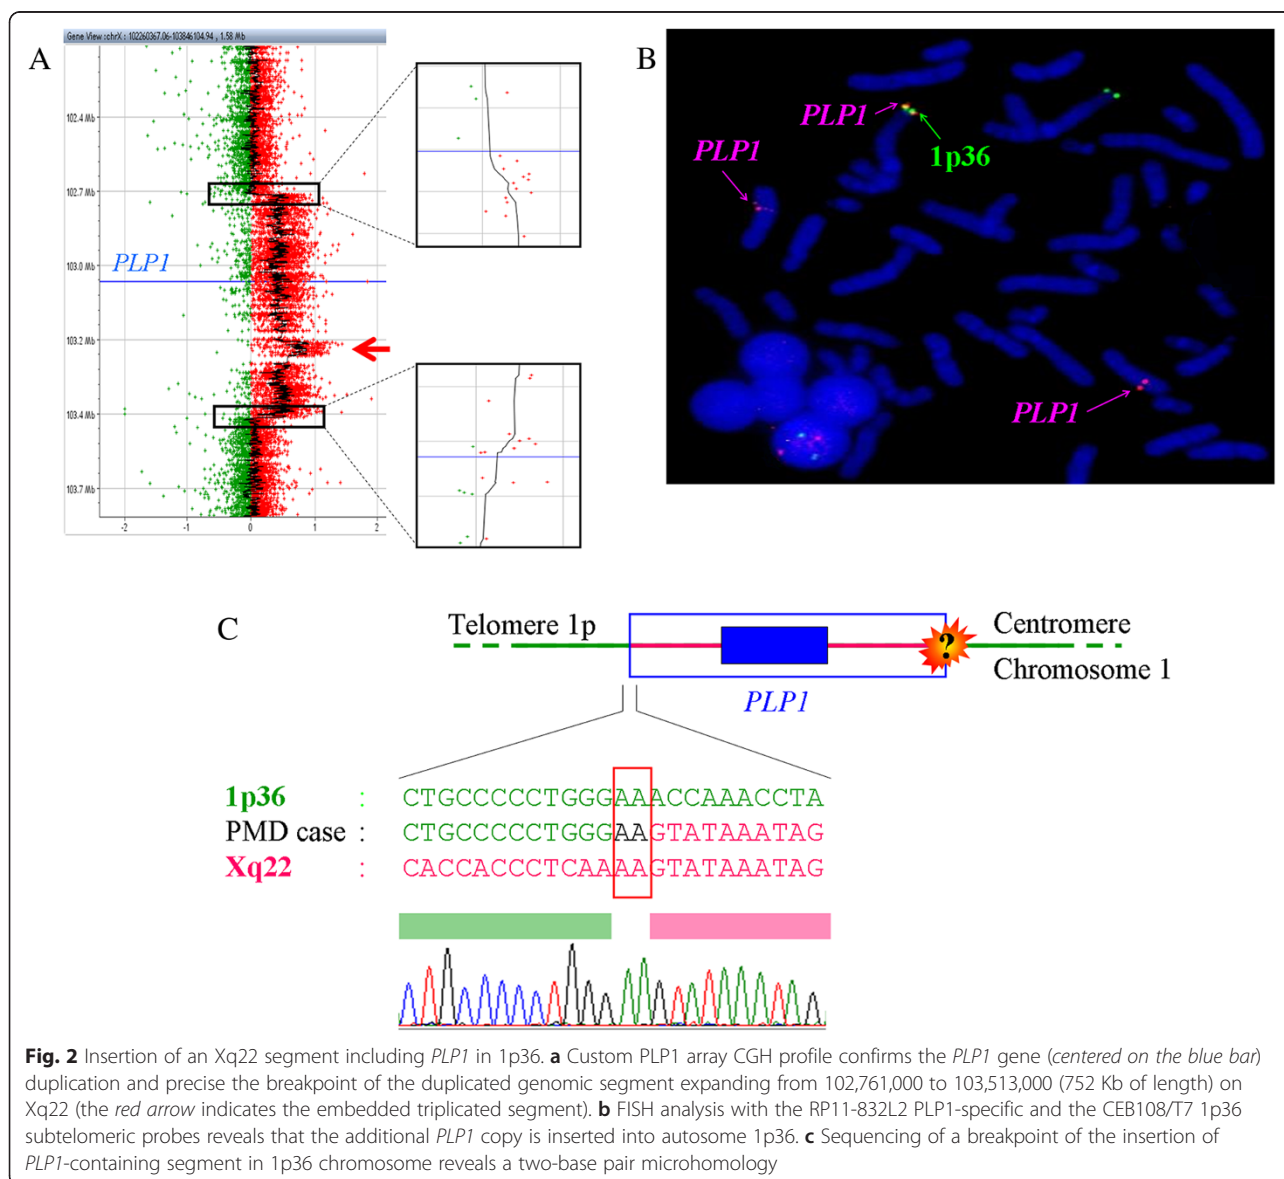 A
Gene View :chrX : 102260367.06-103846104.94 , 1.58 Mb
102.4 Mb
102.7 Mb
103.0 Mb
PLP1
103.2 Mb
103.4 Mb
103.7 Mb
-2 -1 0 1 2
B
PLP1
1p36
PLP1
PLP1
C
Telomere 1p
?
Centromere
Chromosome 1
PLP1
1p36 : CTGCCCCCTGGGAAACCAAACCTA
PMD case : CTGCCCCCTGGGAAGTATAAATAG
Xq22 : CACCACCCTCAAAAGTATAAATAG
Fig. 2 Insertion of an Xq22 segment including PLP1 in 1p36. a Custom PLP1 array CGH profile confirms the PLP1 gene (centered on the blue bar)
duplication and precise the breakpoint of the duplicated genomic segment expanding from 102,761,000 to 103,513,000 (752 Kb of length) on
Xq22 (the red arrow indicates the embedded triplicated segment). b FISH analysis with the RP11-832L2 PLP1-specific and the CEB108/T7 1p36
subtelomeric probes reveals that the additional PLP1 copy is inserted into autosome 1p36. c Sequencing of a breakpoint of the insertion of
PLP1-containing segment in 1p36 chromosome reveals a two-base pair microhomology